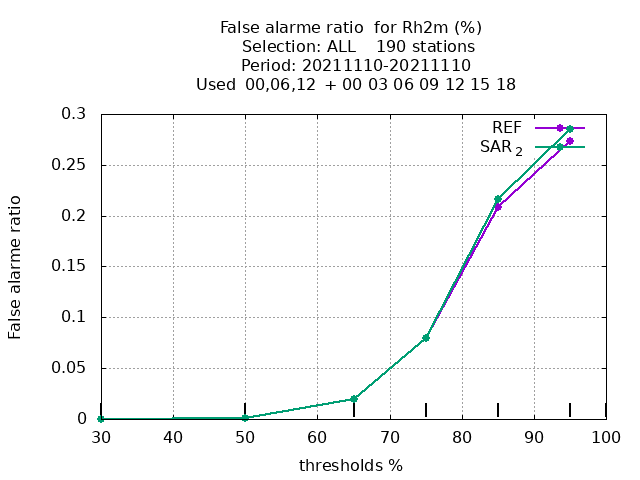 False alarme ratio for Rh2m (%)
Selection: ALL 190 stations
Period: 20211110-20211110
Used 00,06,12 + 00 03 06 09 12 15 18
REF
SAR 2
0.3
0.25
0.2
0.15
0.1
0.05
0
False alarme ratio
30 40 50 60 70 80 90 100
thresholds %